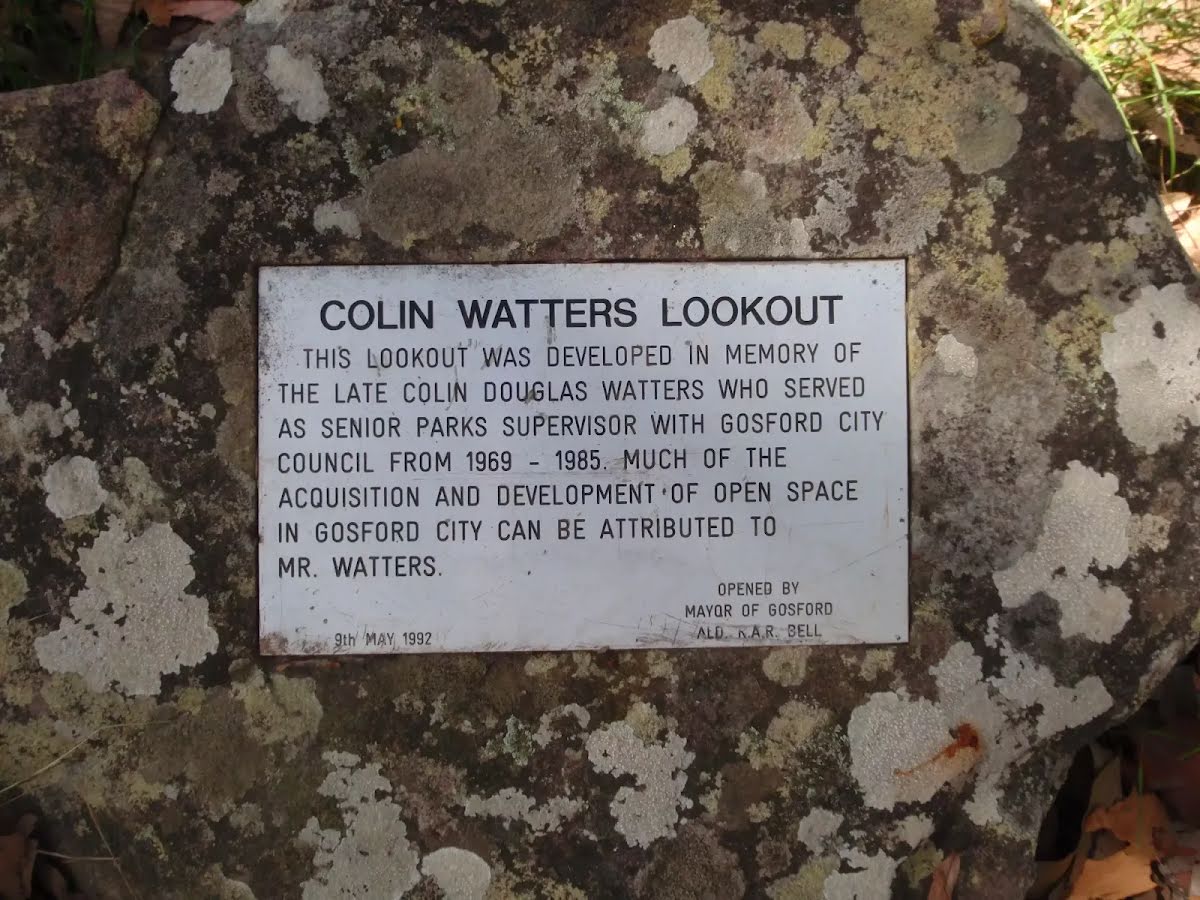 COLIN WATTERS LOOKOUT
THIS LOOKOUT WAS DEVELOPED IN MEMORY OF
THE LATE COLIN DOUGLAS WATTERS WHO SERVED
AS SENIOR PARKS SUPERVISOR WITH GOSFORD CITY
COUNCIL FROM 1969 - 1985. MUCH OF THE
ACQUISITION AND DEVELOPMENT OF OPEN SPACE
IN GOSFORD CITY CAN BE ATTRIBUTED TO
MR. WATTERS.
OPENED BY
MAYOR OF GOSFORD
ALD. R.A.R. BELL
9th MAY 1992